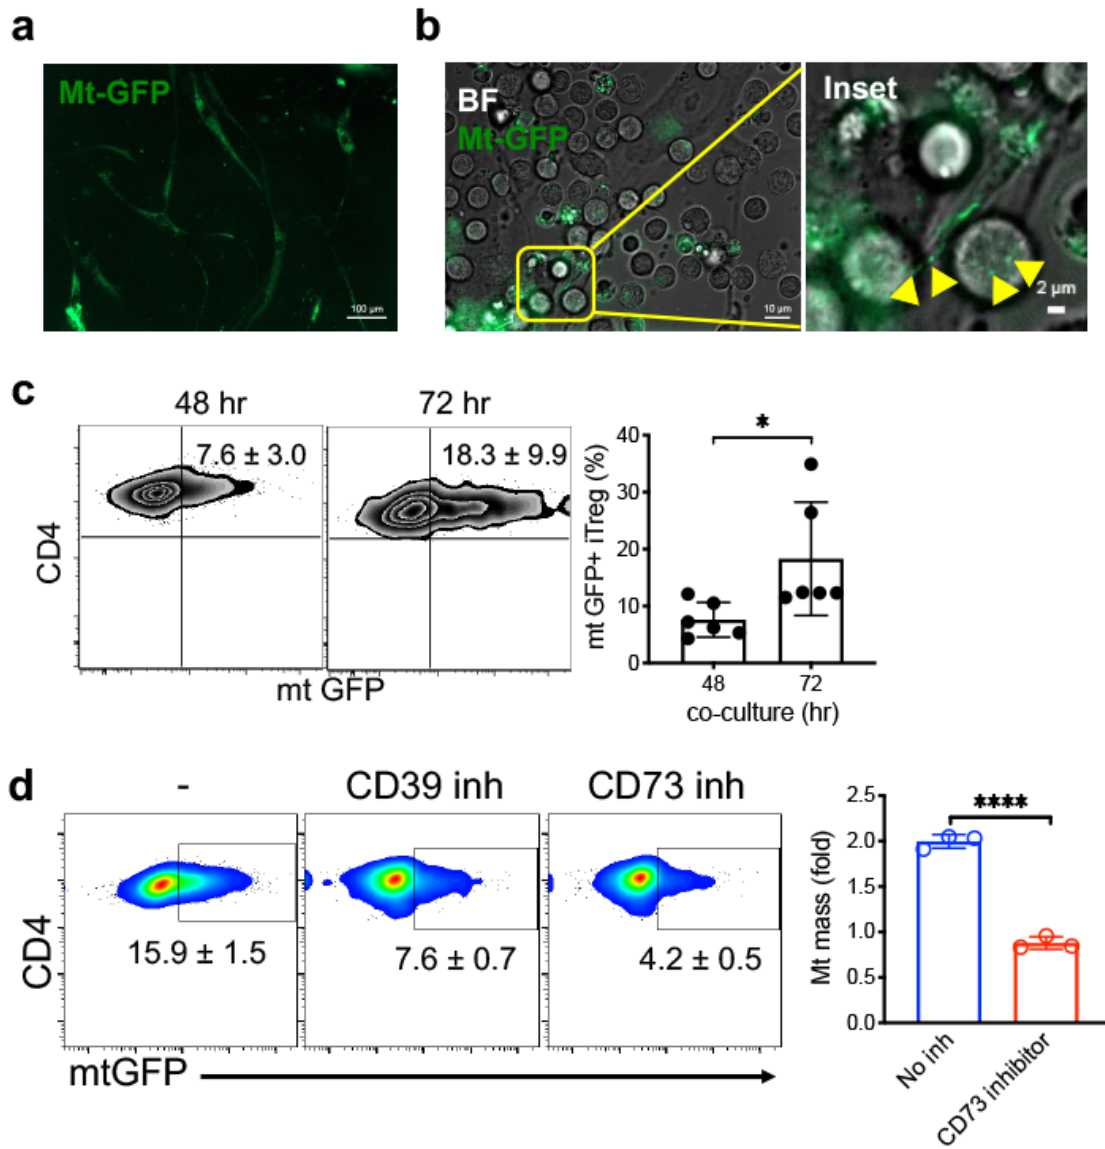 a
Mt-GFP
100 μm
b
BF
Mt-GFP
10 μm
Inset
2 μm
c
48 hr
72 hr
7.6 ± 3.0
18.3 ± 9.9
CD4
mt GFP
mt GFP+ iTreg (%)
40
30
20
10
0
*
48
72
co-culture (hr)
d
-
CD39 inh
CD73 inh
15.9 ± 1.5
7.6 ± 0.7
4.2 ± 0.5
CD4
mtGFP
Mt mass (fold)
2.5
2.0
1.5
1.0
0.5
0.0
****
No inh
CD73 inhibitor